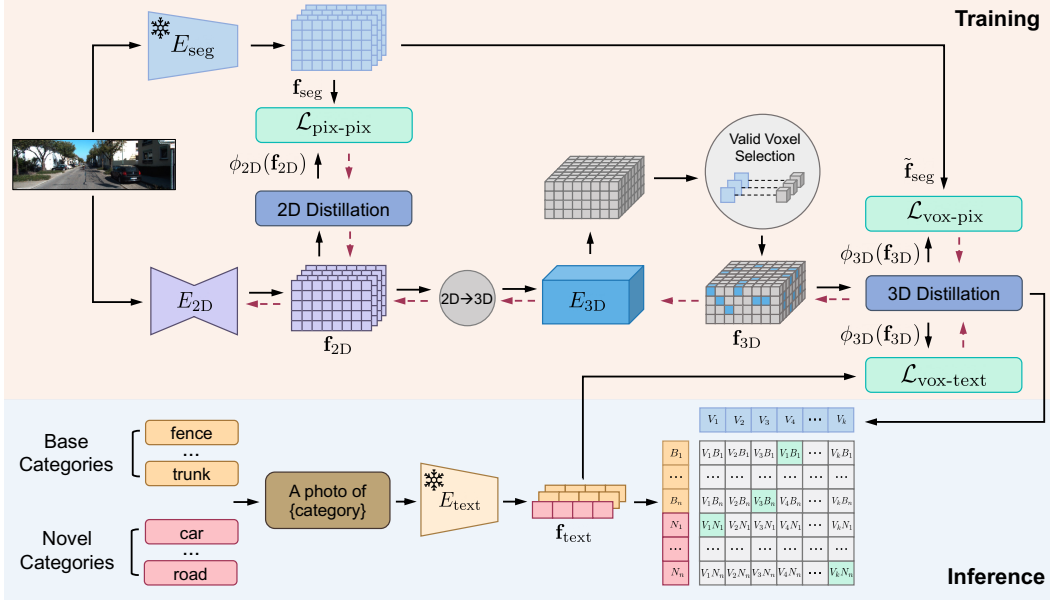 Training
E_seg
f_seg
L_pix-pix
ϕ_2D(f_2D)
2D Distillation
E_2D
f_2D
2D→3D
E_3D
Valid Voxel
Selection
f_3D
f̃_seg
L_vox-pix
ϕ_3D(f_3D)
3D Distillation
ϕ_3D(f_3D)
L_vox-text
Base
Categories
fence
...
trunk
Novel
Categories
car
...
road
A photo of
{category}
E_text
f_text
V_1 V_2 V_3 V_4 ... V_k
B_1 V_1B_1 V_2B_1 V_3B_1 V_1B_1 ... V_kB_1
... ... ... ... ... ... ...
B_n V_1B_n V_2B_n V_3B_n V_4B_n ... V_kB_n
N_1 V_1N_1 V_2N_1 V_3N_1 V_4N_1 ... V_kN_1
... ... ... ... ... ... ...
N_n V_1N_n V_2N_n V_3N_n V_4N_n ... V_kN_n
Inference